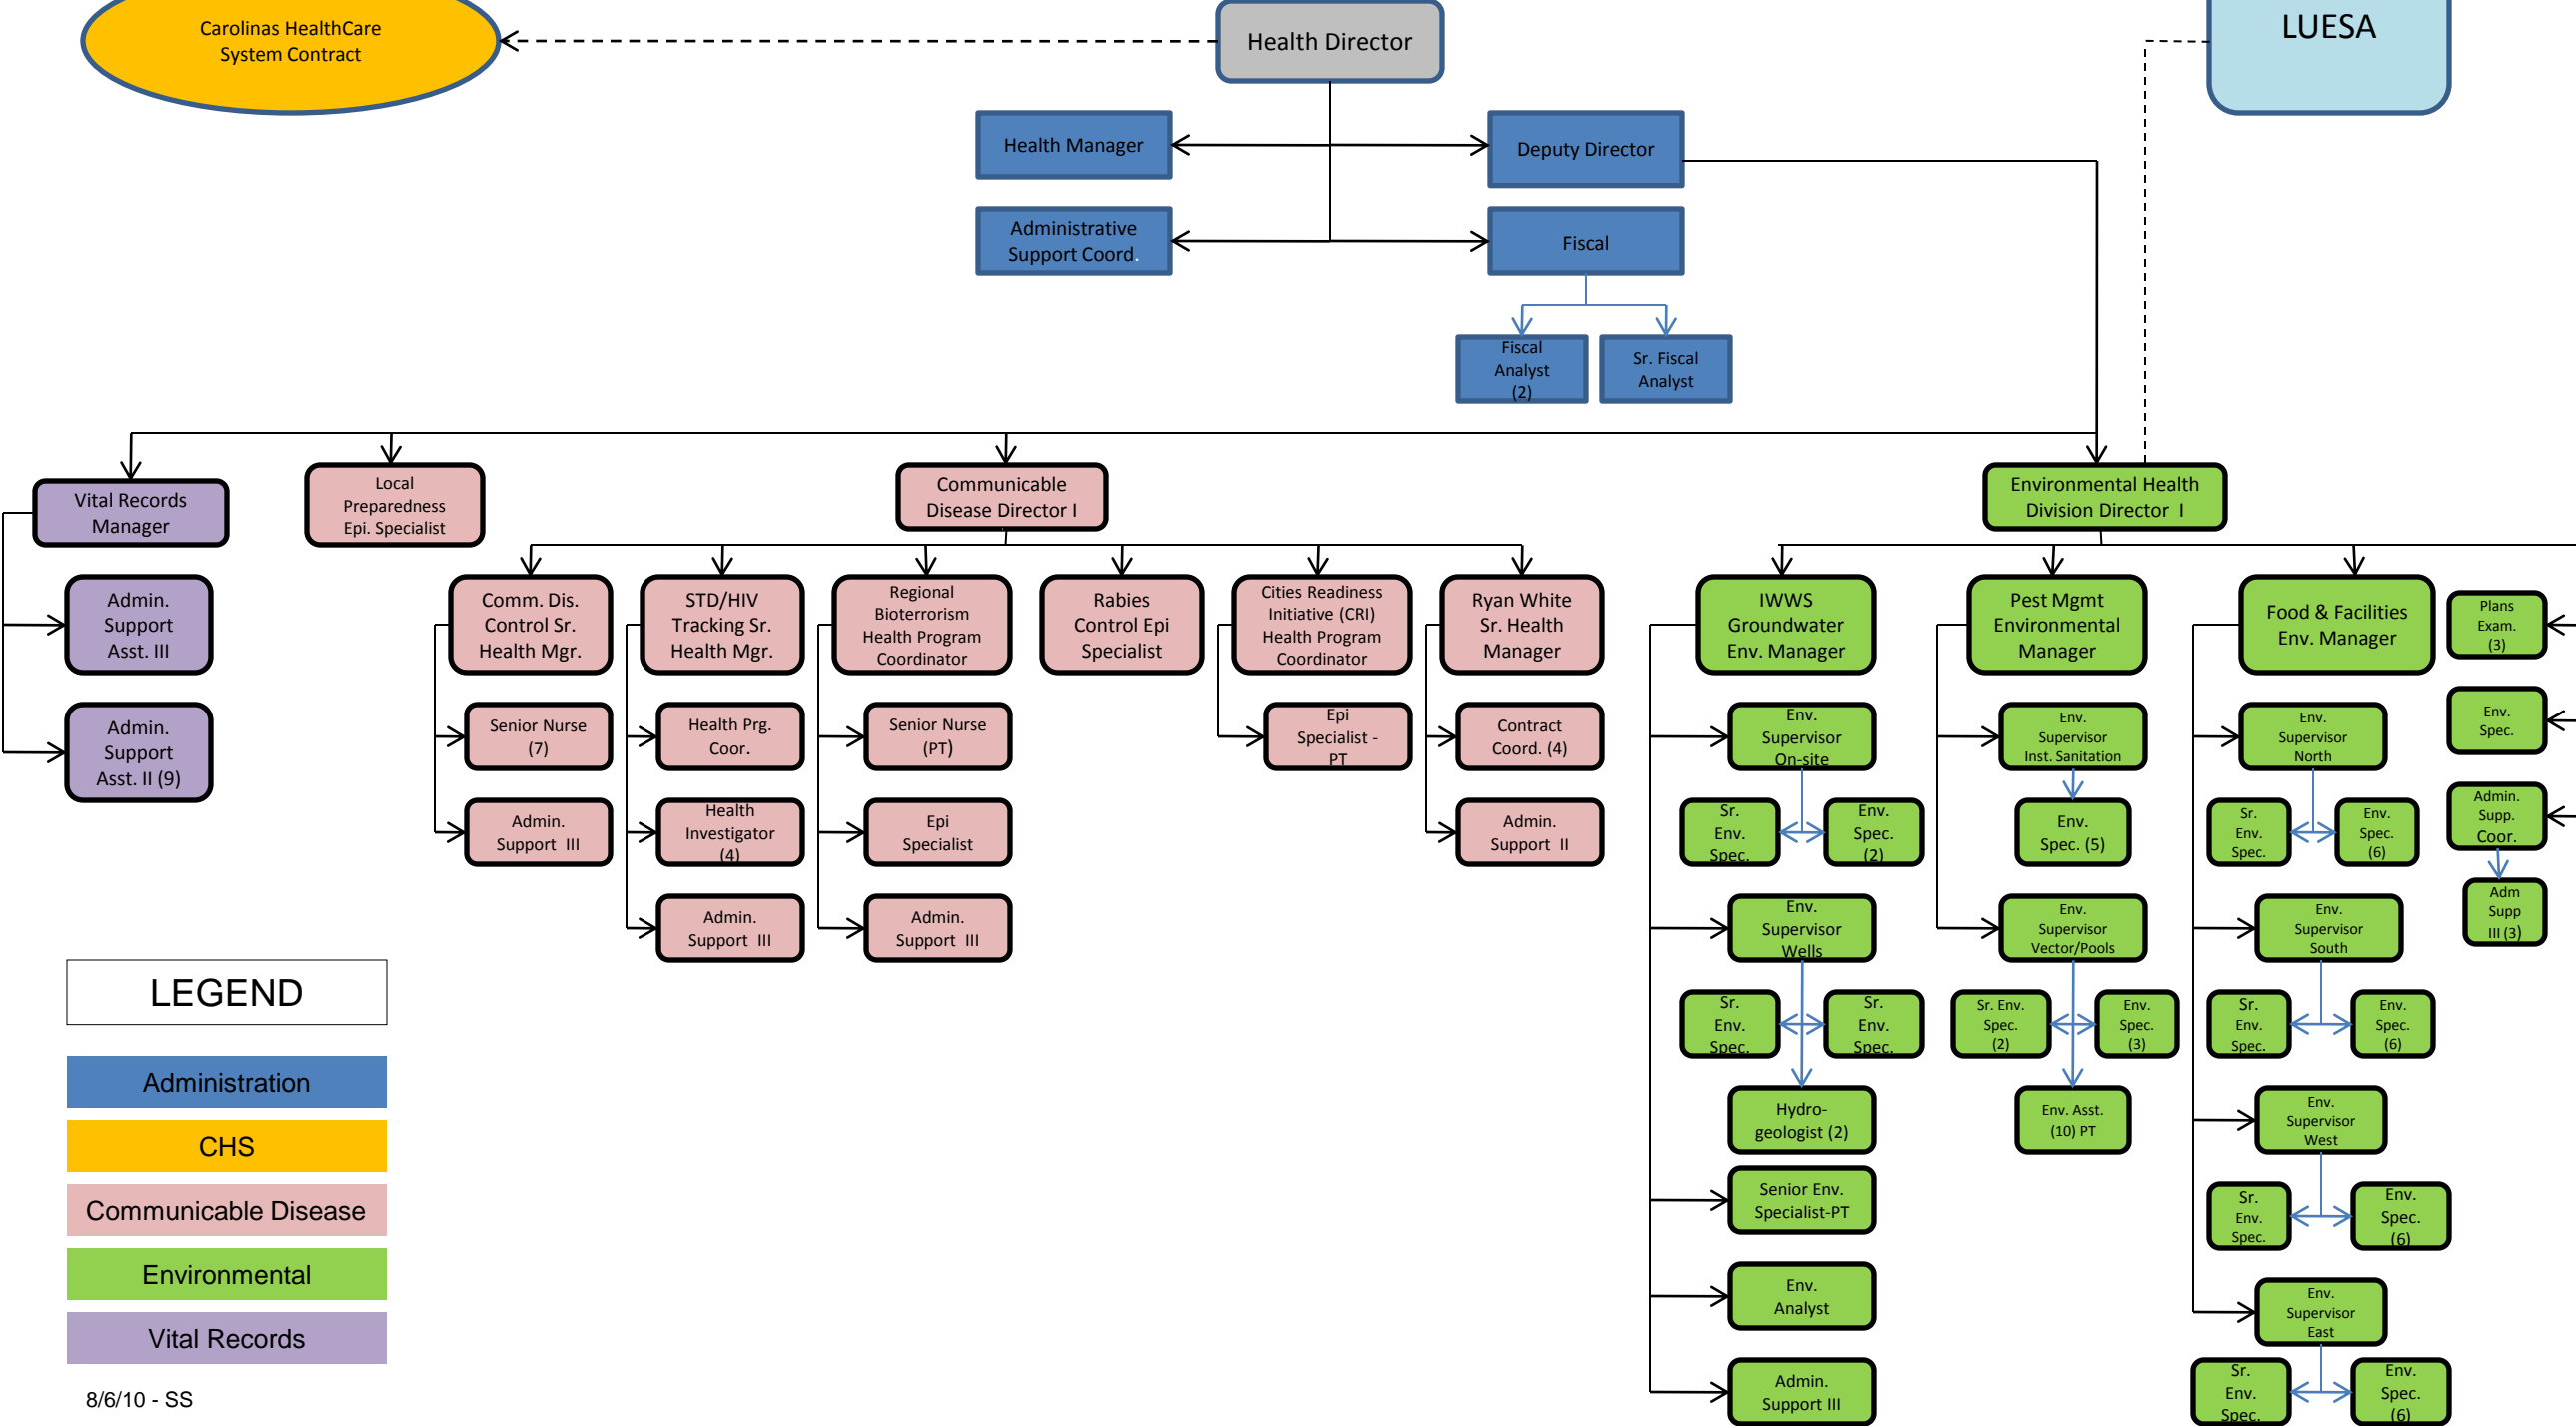 Carolinas HealthCare
System Contract
Health Director
LUESA
Health Manager
Deputy Director
Administrative
Support Coord.
Fiscal
Fiscal
Analyst
(2)
Sr. Fiscal
Analyst
Vital Records
Manager
Local
Preparedness
Epi. Specialist
Communicable
Disease Director I
Environmental Health
Division Director I
Admin.
Support
Asst. III
Admin.
Support
Asst. II (9)
Comm. Dis.
Control Sr.
Health Mgr.
Senior Nurse
(7)
Admin.
Support III
STD/HIV
Tracking Sr.
Health Mgr.
Health Prg.
Coor.
Health
Investigator
(4)
Admin.
Support III
Regional
Bioterrorism
Health Program
Coordinator
Senior Nurse
(PT)
Epi
Specialist
Admin.
Support III
Rabies
Control Epi
Specialist
Cities Readiness
Initiative (CRI)
Health Program
Coordinator
Epi
Specialist -
PT
Ryan White
Sr. Health
Manager
Contract
Coord. (4)
Admin.
Support II
IWWS
Groundwater
Env. Manager
Env.
Supervisor
On-site
Sr.
Env.
Spec.
Env.
Spec.
(2)
Env.
Supervisor
Wells
Sr.
Env.
Spec.
Sr.
Env.
Spec.
Hydro-
geologist (2)
Senior Env.
Specialist-PT
Env.
Analyst
Admin.
Support III
Pest Mgmt
Environmental
Manager
Env.
Supervisor
Inst. Sanitation
Env.
Spec. (5)
Env.
Supervisor
Vector/Pools
Sr. Env.
Spec.
(2)
Env.
Spec.
(3)
Env. Asst.
(10) PT
Food & Facilities
Env. Manager
Env.
Supervisor
North
Sr.
Env.
Spec.
Env.
Spec.
(6)
Env.
Supervisor
South
Sr.
Env.
Spec.
Env.
Spec.
(6)
Env.
Supervisor
West
Sr.
Env.
Spec.
Env.
Spec.
(6)
Env.
Supervisor
East
Sr.
Env.
Spec.
Env.
Spec.
(6)
Plans
Exam.
(3)
Env.
Spec.
Admin.
Supp.
Coor.
Adm
Supp
III (3)
LEGEND
Administration
CHS
Communicable Disease
Environmental
Vital Records
8/6/10 - SS